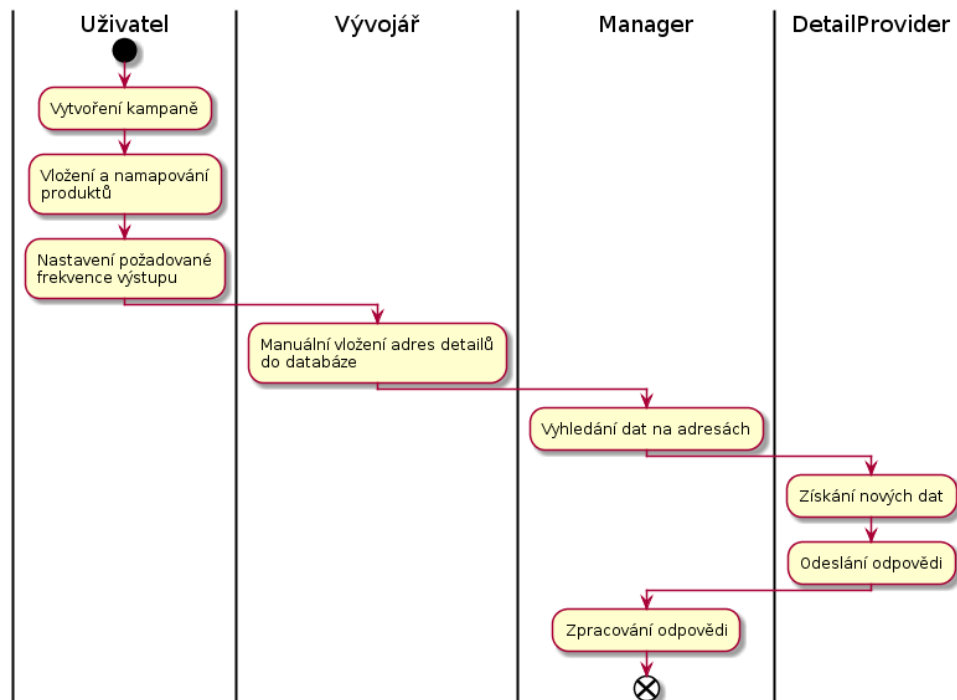 Uživatel
Vývojář
Manager
DetailProvider
Vytvoření kampaně
Vložení a namapování
produktů
Nastavení požadované
frekvence výstupu
Manuální vložení adres detailů
do databáze
Vyhledání dat na adresách
Získání nových dat
Odeslání odpovědi
Zpracování odpovědi